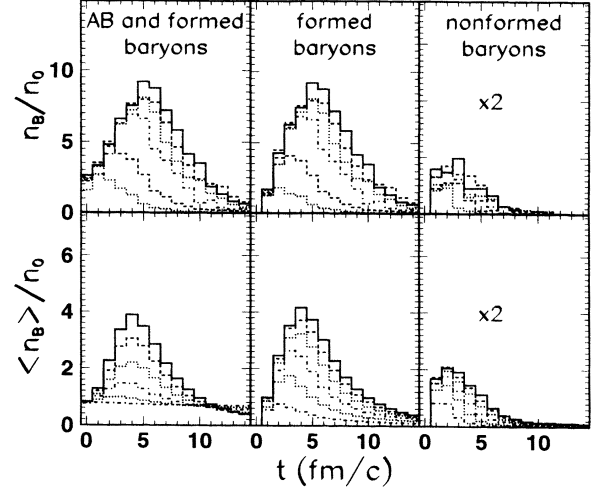 AB and formed baryons
formed baryons
nonformed baryons
n_B/n_0
10
5
0
x2
<n_B>/n_0
6
4
2
0
x2
0 5 10 0 5 10 0 5 10
t (fm/c)